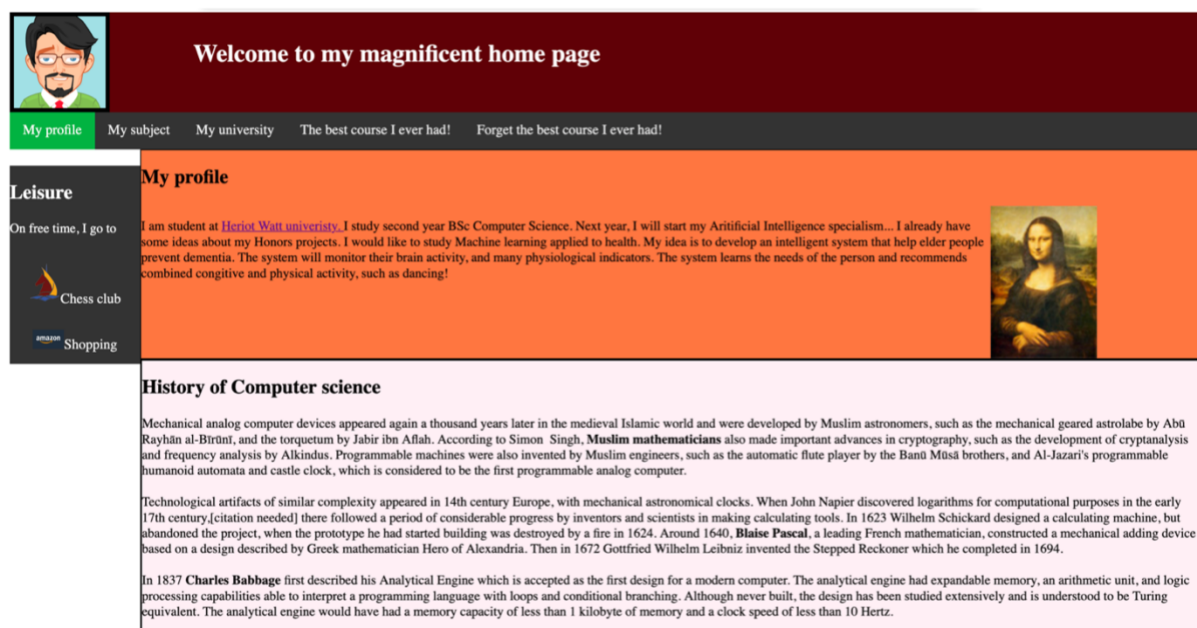 Welcome to my magnificent home page
My profile My subject My university The best course I ever had! Forget the best course I ever had!
Leisure
On free time, I go to
Chess club
amazon Shopping
My profile
I am student at Heriot Watt univeristy. I study second year BSc Computer Science. Next year, I will start my Aritificial Intelligence specialism... I already have
some ideas about my Honors projects. I would like to study Machine learning applied to health. My idea is to develop an intelligent system that help elder people
prevent dementia. The system will monitor their brain activity, and many physiological indicators. The system learns the needs of the person and recommends
combined congitive and physical activity, such as dancing!
History of Computer science
Mechanical analog computer devices appeared again a thousand years later in the medieval Islamic world and were developed by Muslim astronomers, such as the mechanical geared astrolabe by Abū
Rayhān al-Bīrūnī, and the torquetum by Jabir ibn Aflah. According to Simon Singh, Muslim mathematicians also made important advances in cryptography, such as the development of cryptanalysis
and frequency analysis by Alkindus. Programmable machines were also invented by Muslim engineers, such as the automatic flute player by the Banū Mūsā brothers, and Al-Jazari's programmable
humanoid automata and castle clock, which is considered to be the first programmable analog computer.
Technological artifacts of similar complexity appeared in 14th century Europe, with mechanical astronomical clocks. When John Napier discovered logarithms for computational purposes in the early
17th century,[citation needed] there followed a period of considerable progress by inventors and scientists in making calculating tools. In 1623 Wilhelm Schickard designed a calculating machine, but
abandoned the project, when the prototype he had started building was destroyed by a fire in 1624. Around 1640, Blaise Pascal, a leading French mathematician, constructed a mechanical adding device
based on a design described by Greek mathematician Hero of Alexandria. Then in 1672 Gottfried Wilhelm Leibniz invented the Stepped Reckoner which he completed in 1694.
In 1837 Charles Babbage first described his Analytical Engine which is accepted as the first design for a modern computer. The analytical engine had expandable memory, an arithmetic unit, and logic
processing capabilities able to interpret a programming language with loops and conditional branching. Although never built, the design has been studied extensively and is understood to be Turing
equivalent. The analytical engine would have had a memory capacity of less than 1 kilobyte of memory and a clock speed of less than 10 Hertz.